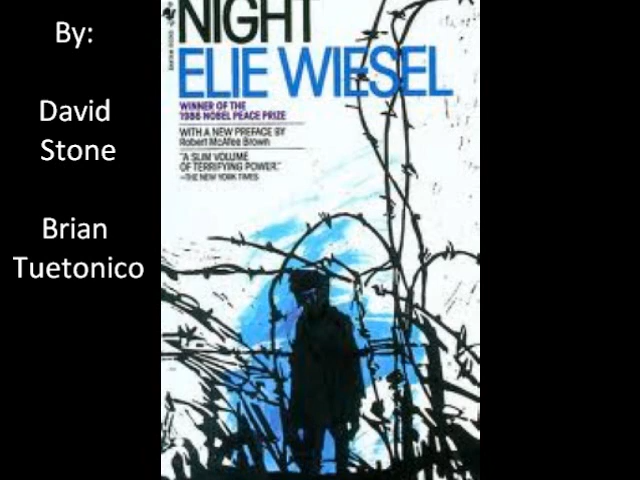 By:
David
Stone
Brian
Tuetonico
NIGHT
ELIE WIESEL
WINNER OF THE
1986 NOBEL PEACE PRIZE
WITH A NEW PREFACE BY
Robert McAfee Brown
"A SLIM VOLUME
OF TERRIFYING POWER."
—THE NEW YORK TIMES